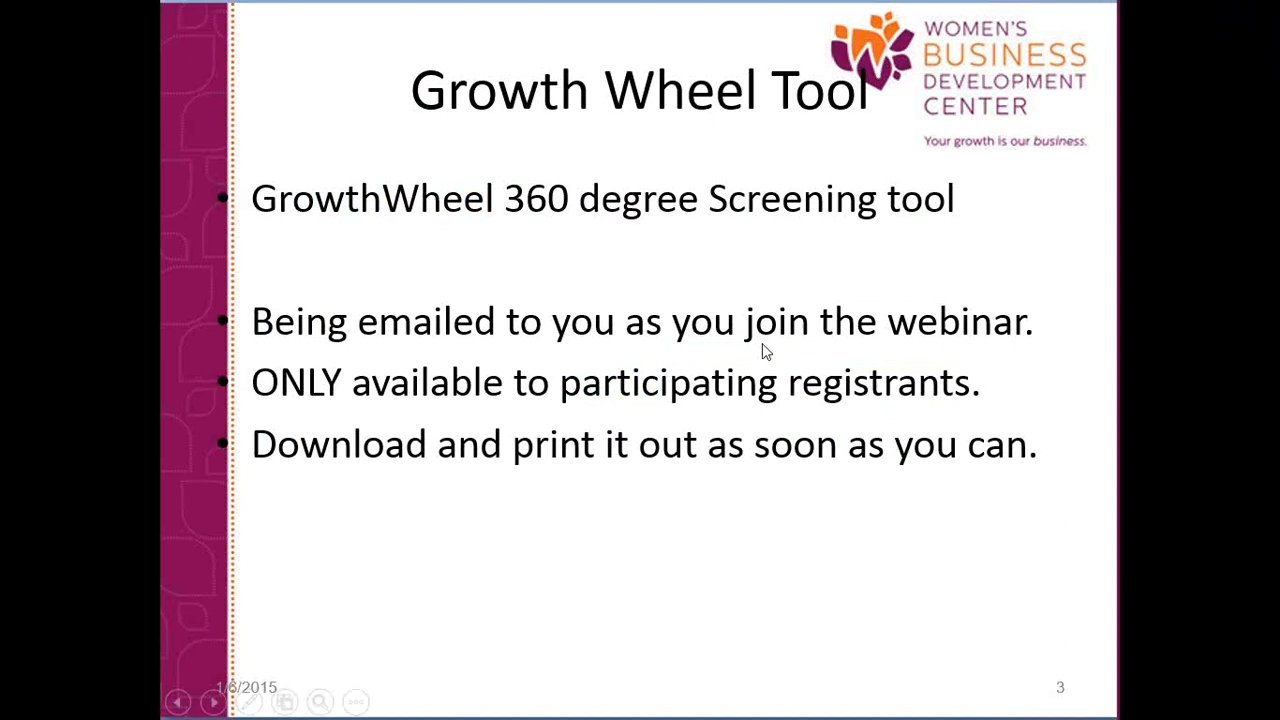 WOMEN'S
BUSINESS
DEVELOPMENT
CENTER
Your growth is our business.
Growth Wheel Tool
• GrowthWheel 360 degree Screening tool
• Being emailed to you as you join the webinar.
• ONLY available to participating registrants.
• Download and print it out as soon as you can.
1/6/2015
3